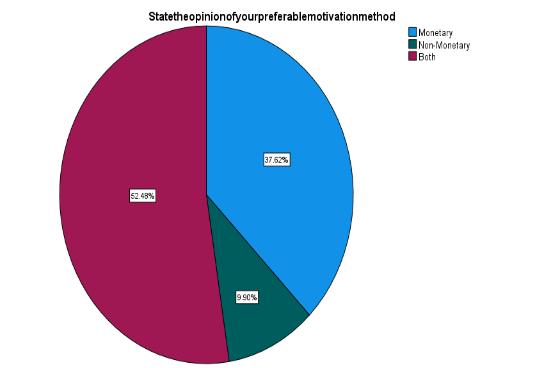 Statetheopinionofyourpreferablemotivationmethod
Monetary
Non-Monetary
Both
37.62%
52.48%
9.90%